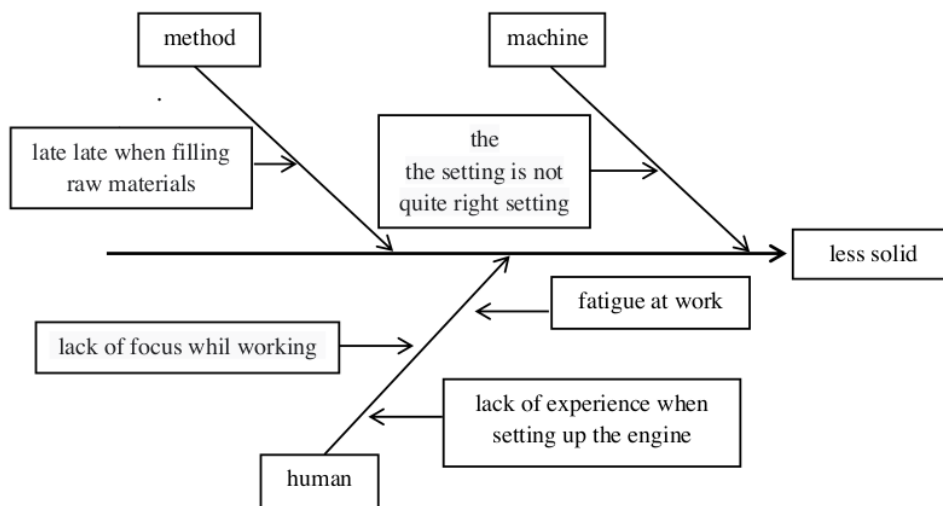 method
machine
late late when filling
raw materials
the
the setting is not
quite right setting
less solid
fatigue at work
lack of focus whil working
lack of experience when
setting up the engine
human